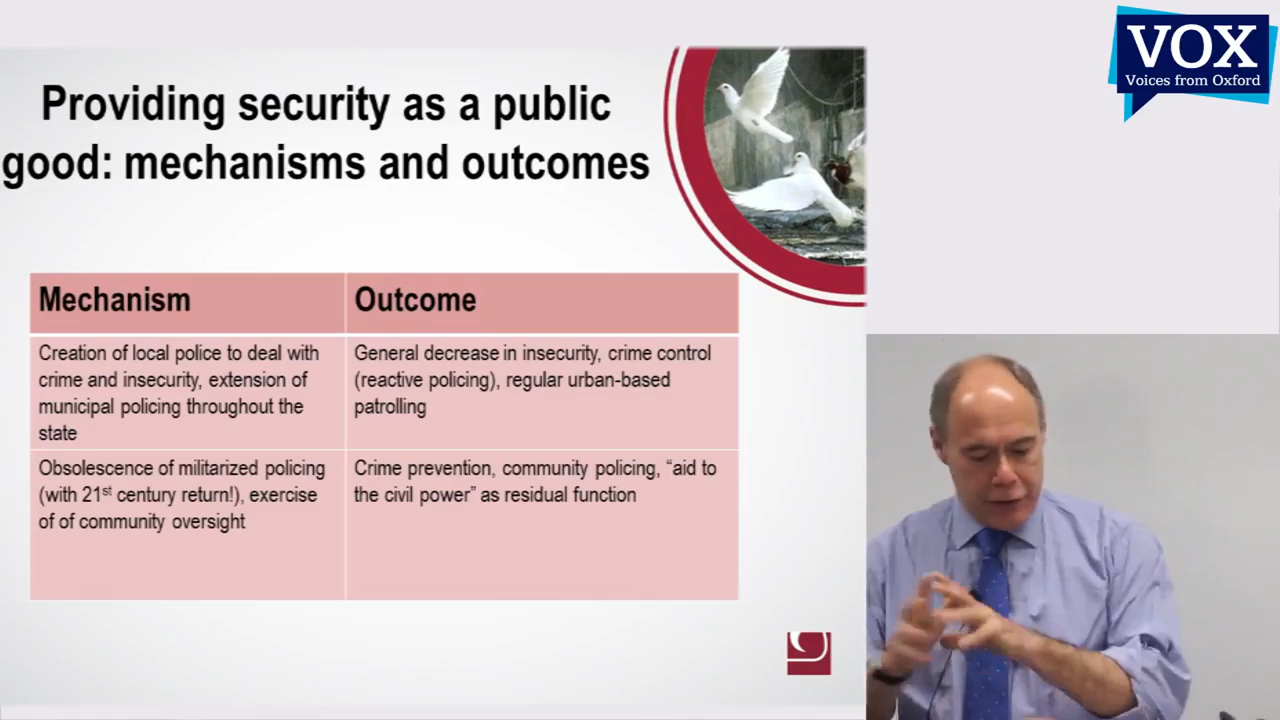 VOX
Voices from Oxford
Providing security as a public
good: mechanisms and outcomes
Mechanism
Outcome
Creation of local police to deal with
crime and insecurity, extension of
municipal policing throughout the
state
General decrease in insecurity, crime control
(reactive policing), regular urban-based
patrolling
Obsolescence of militarized policing
(with 21st century return!), exercise
of of community oversight
Crime prevention, community policing, “aid to
the civil power” as residual function